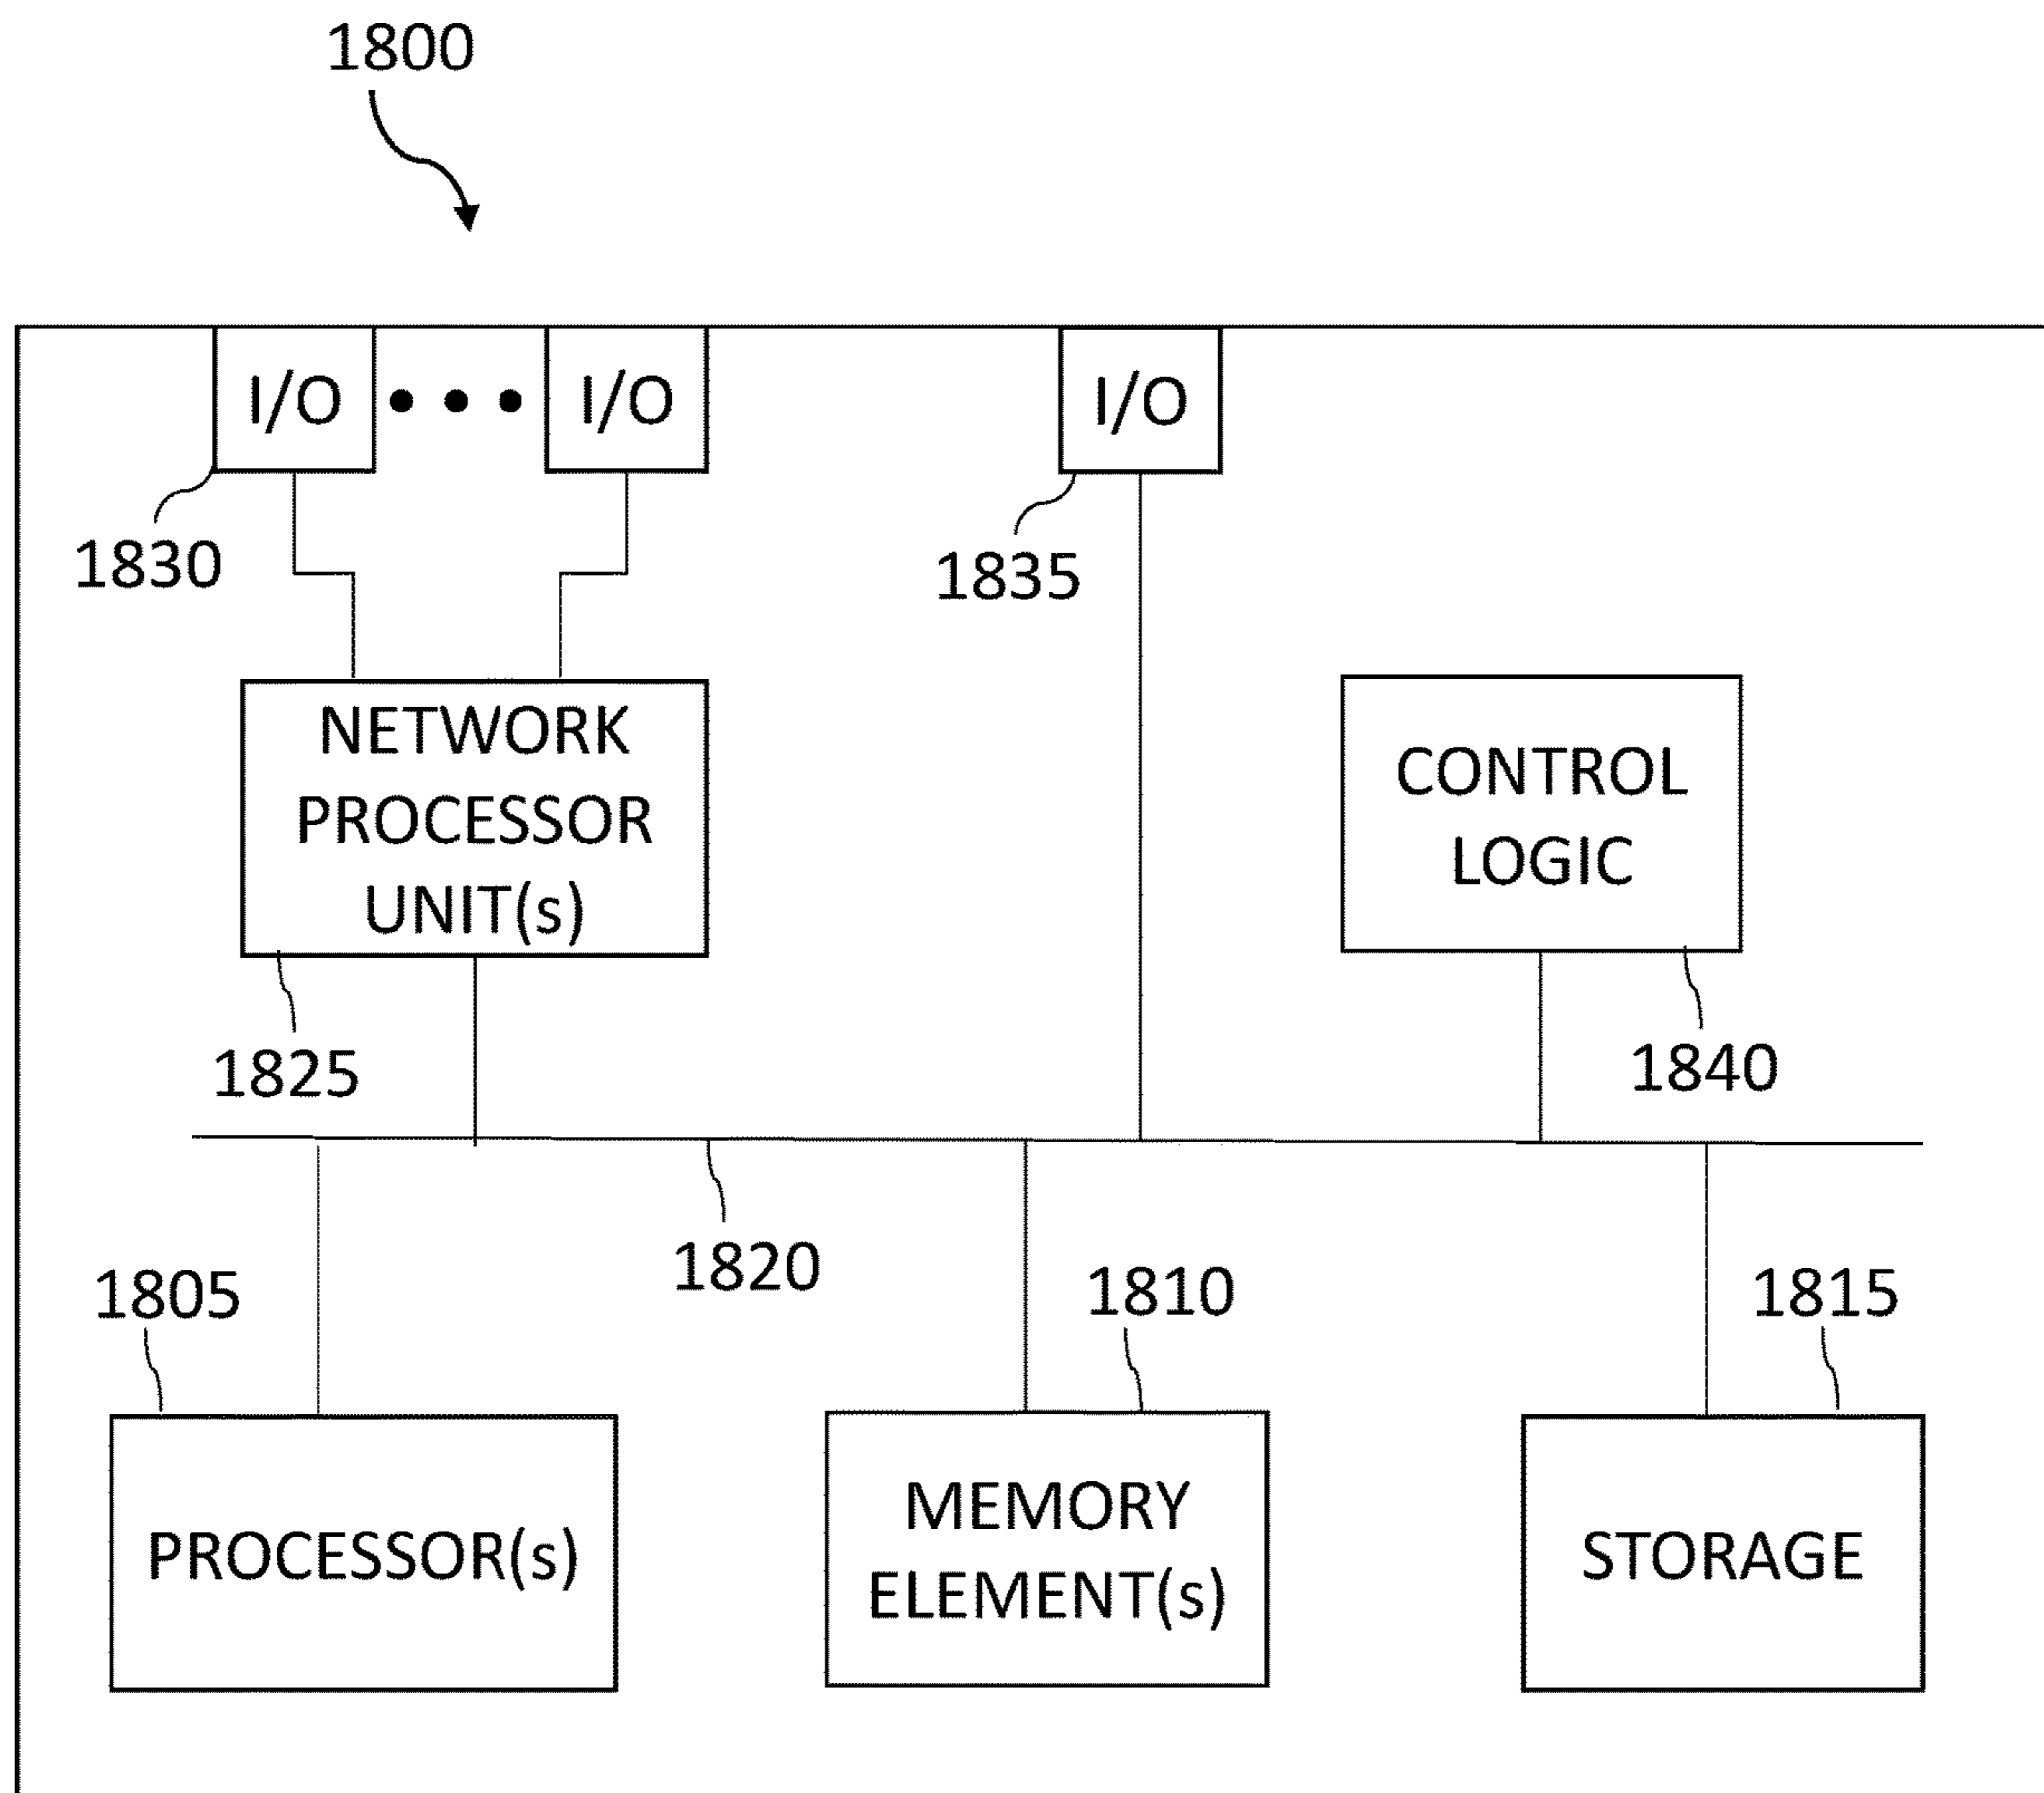 1800
I/O
I/O
I/O
1830
1835
NETWORK
PROCESSOR
UNIT(s)
CONTROL
LOGIC
1825
1840
1820
1805
1810
1815
PROCESSOR(s)
MEMORY
ELEMENT(s)
STORAGE